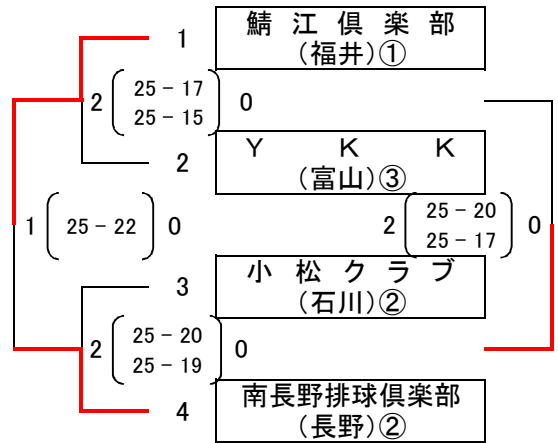 1 鯖江倶楽部
(福井)①
2 25－17 0
25－15
2 Y K K
(富山)③
1 25－22 0
2 25－20 0
25－17
3 小松クラブ
(石川)②
2 25－20 0
25－19
4 南長野排球倶楽部
(長野)②